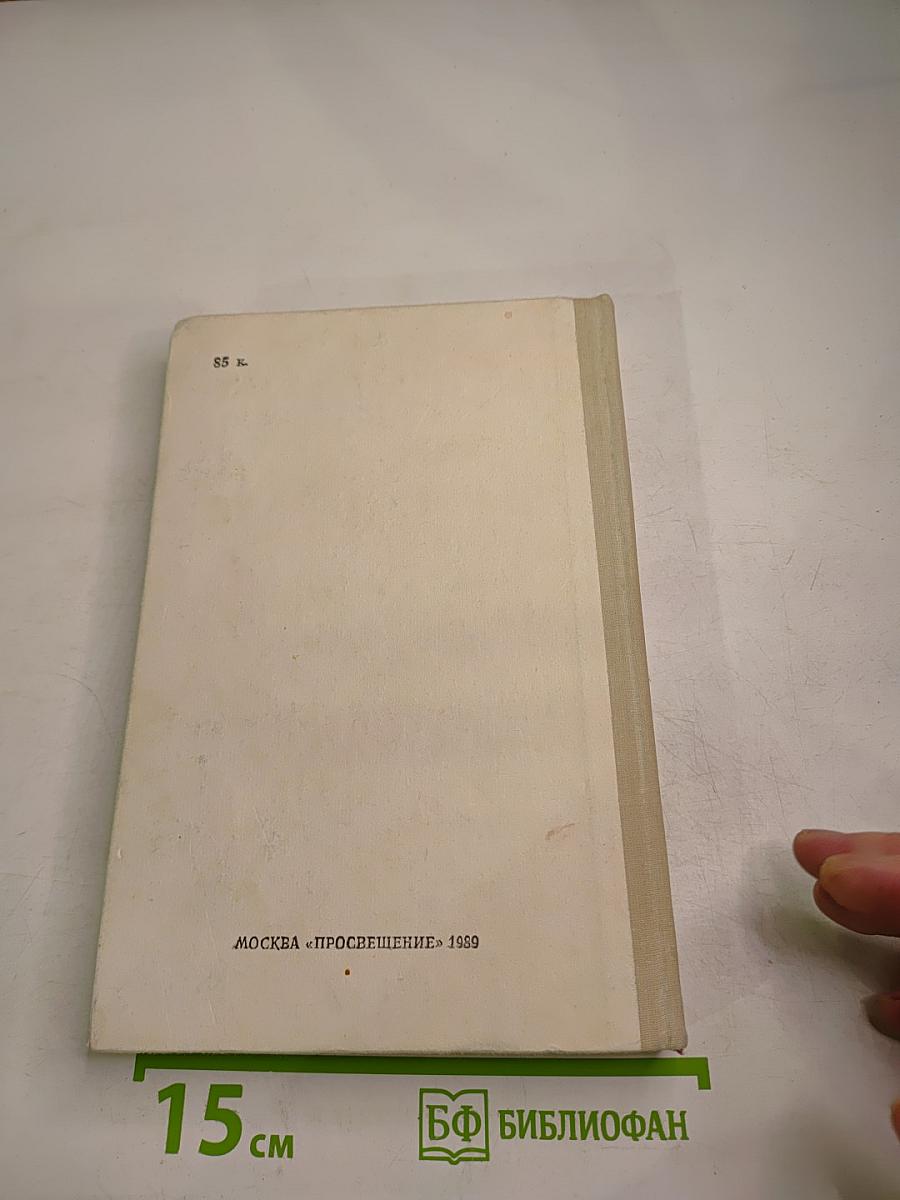 85 к.
МОСКВА «ПРОСВЕЩЕНИЕ» 1989
15 см
БФ БИБЛИОФАН